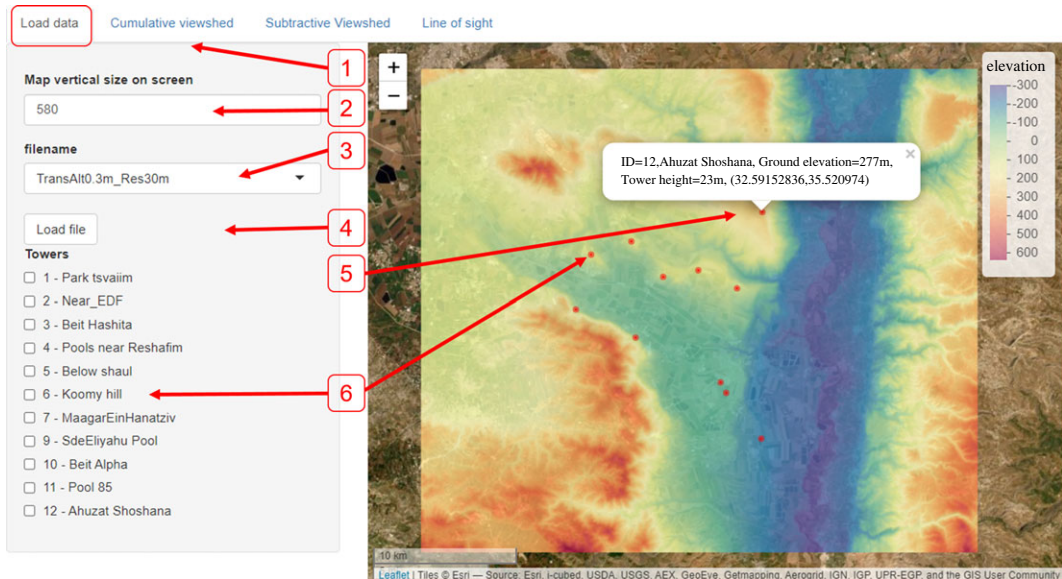 Load data
Cumulative viewshed
Subtractive Viewshed
Line of sight
1
Map vertical size on screen
580
2
filename
TransAlt0.3m_Res30m
3
Load file
4
Towers
1 - Park tsvaiim
2 - Near_EDF
3 - Beit Hashita
4 - Pools near Reshafim
5 - Below shaul
6 - Koomy hill
7 - MaagarEinHanatziv
9 - SdeEliyahu Pool
10 - Beit Alpha
11 - Pool 85
12 - Ahuzat Shoshana
5
6
+
−
ID=12,Ahuzat Shoshana, Ground elevation=277m,
Tower height=23m, (32.59152836,35.520974)
×
elevation
-300
-200
-100
0
100
200
300
400
500
600
10 km
Leaflet | Tiles © Esri — Source: Esri, i-cubed, USDA, USGS, AEX, GeoEye, Getmapping, Aerogrid, IGN, IGP, UPR-EGP, and the GIS User Community